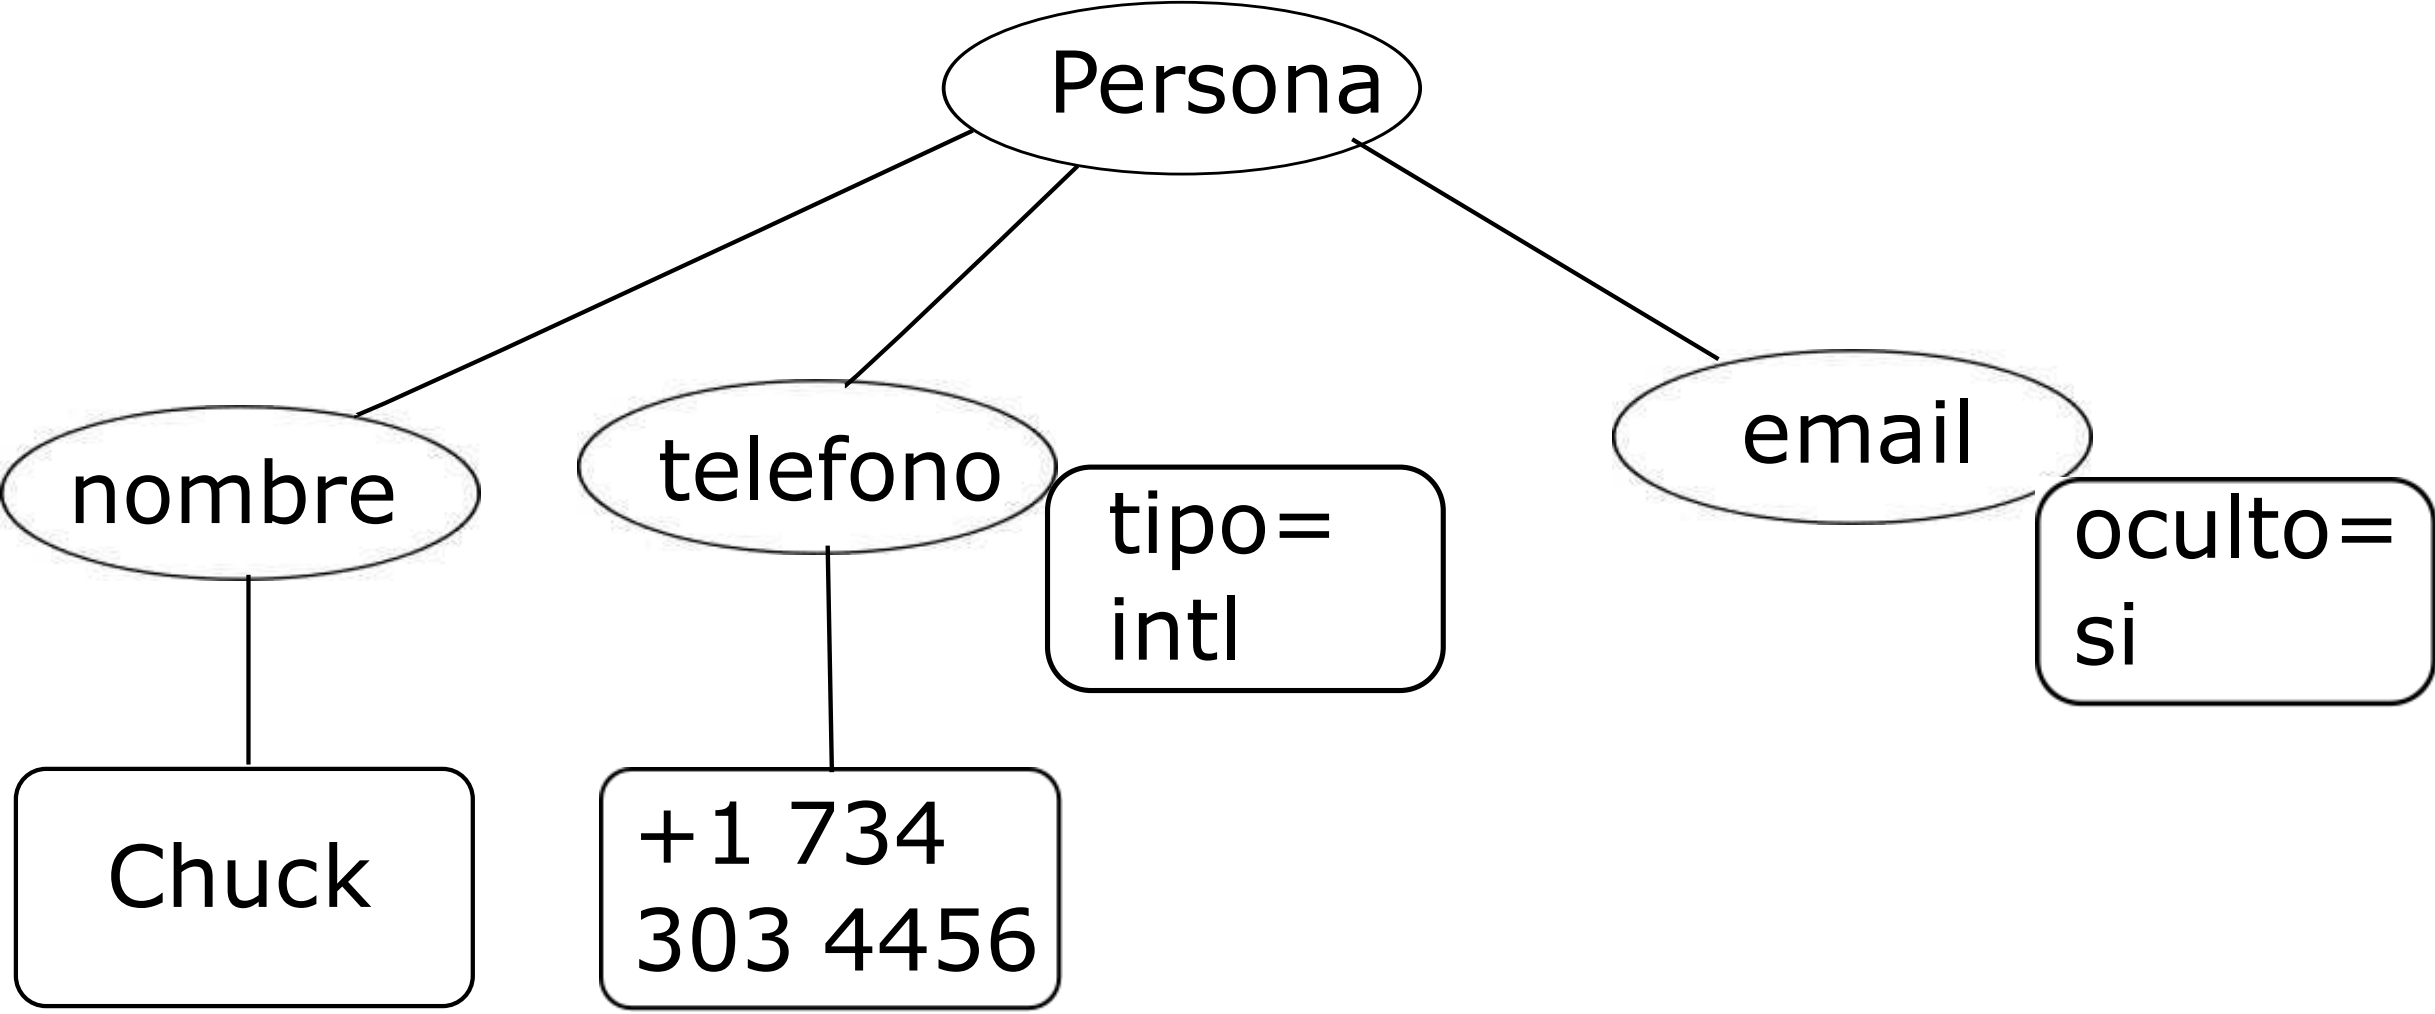 Persona
nombre
telefono
email
tipo=
intl
oculto=
si
Chuck
+1 734
303 4456